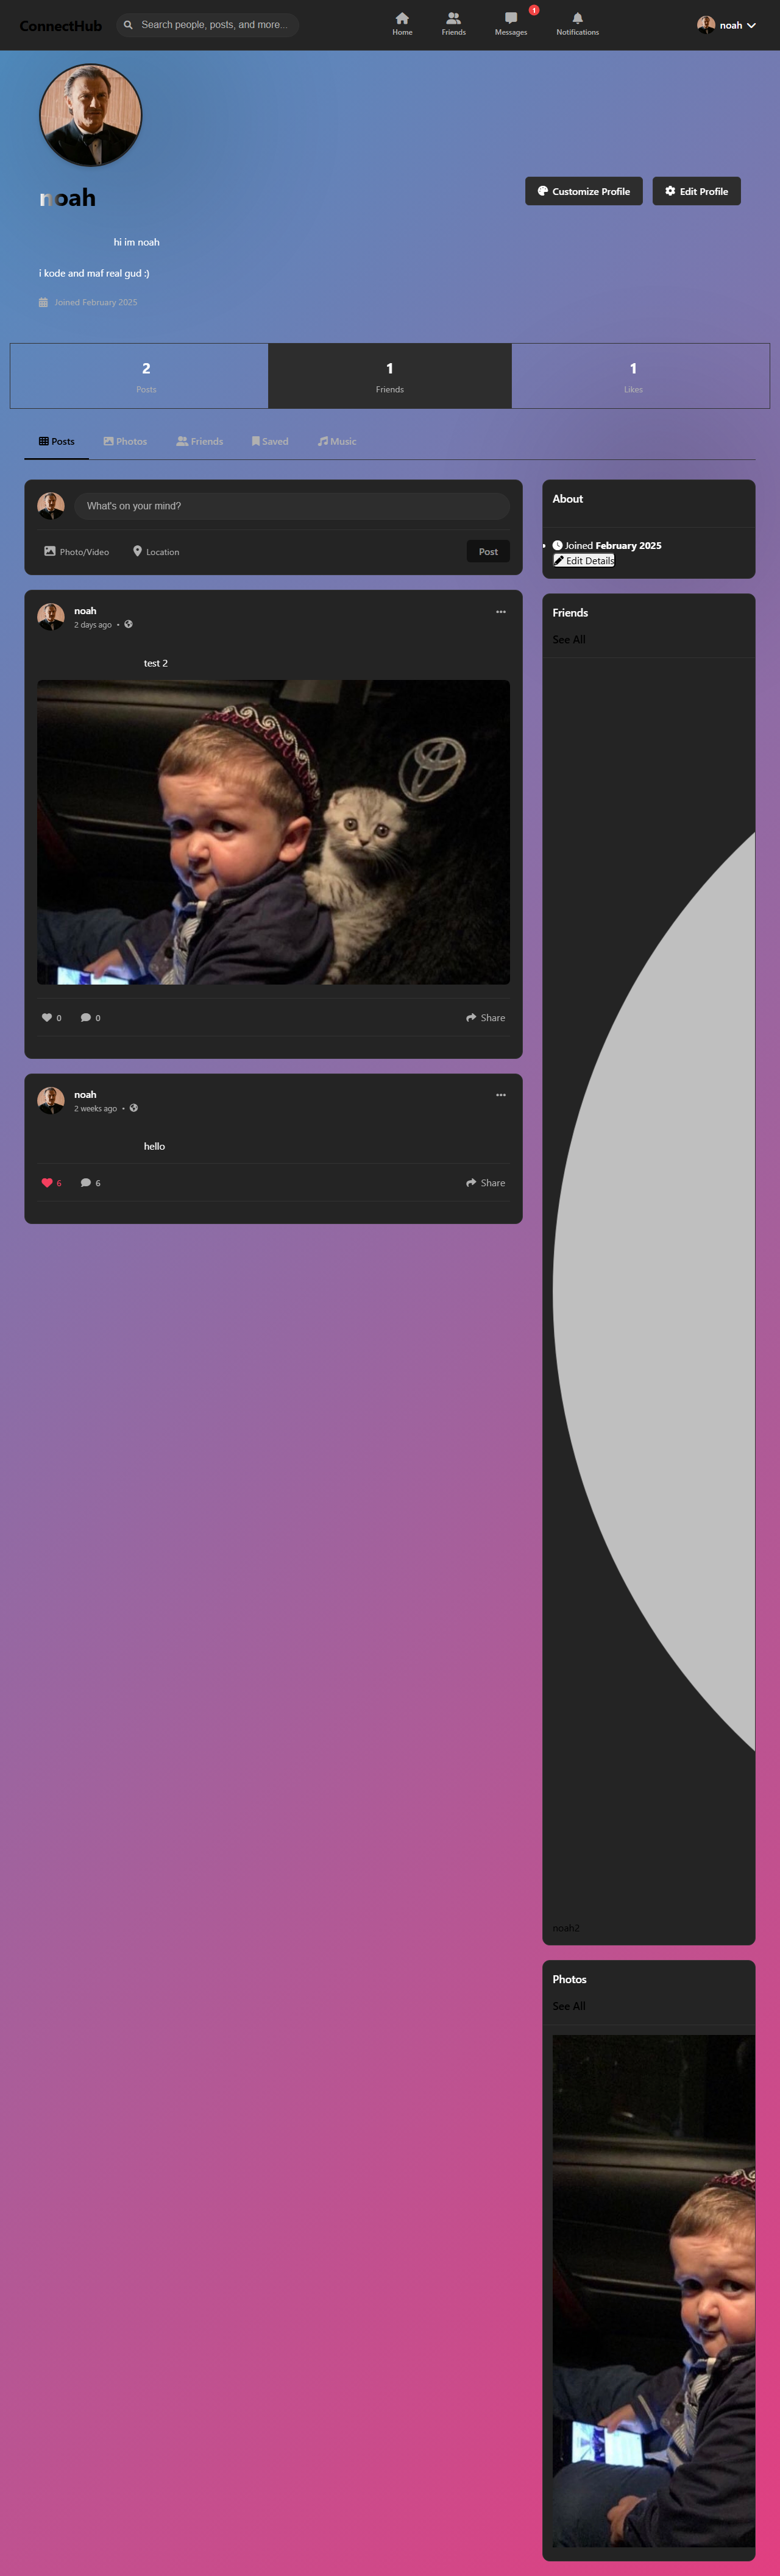 ConnectHub
Search people, posts, and more...
Home
Friends
Messages
1
Notifications
noah
noah
Customize Profile
Edit Profile
hi im noah
i kode and maf real gud :)
Joined February 2025
2
Posts
1
Friends
1
Likes
Posts
Photos
Friends
Saved
Music
What's on your mind?
Photo/Video
Location
Post
noah
2 days ago •
test 2
0
0
Share
noah
2 weeks ago •
hello
6
6
Share
About
Joined February 2025
Edit Details
Friends
See All
noah2
Photos
See All